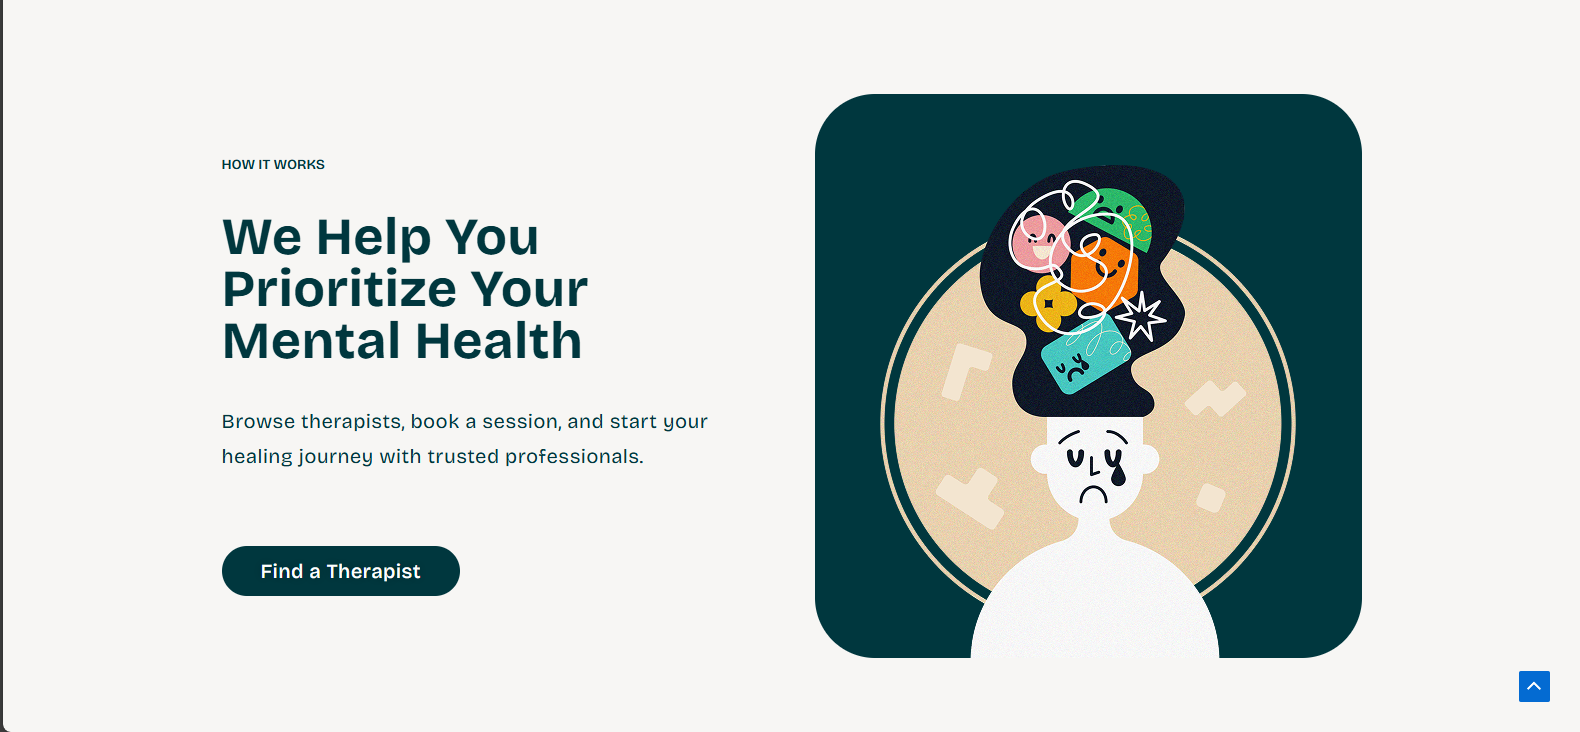 HOW IT WORKS
We Help You
Prioritize Your
Mental Health
Browse therapists, book a session, and start your
healing journey with trusted professionals.
Find a Therapist